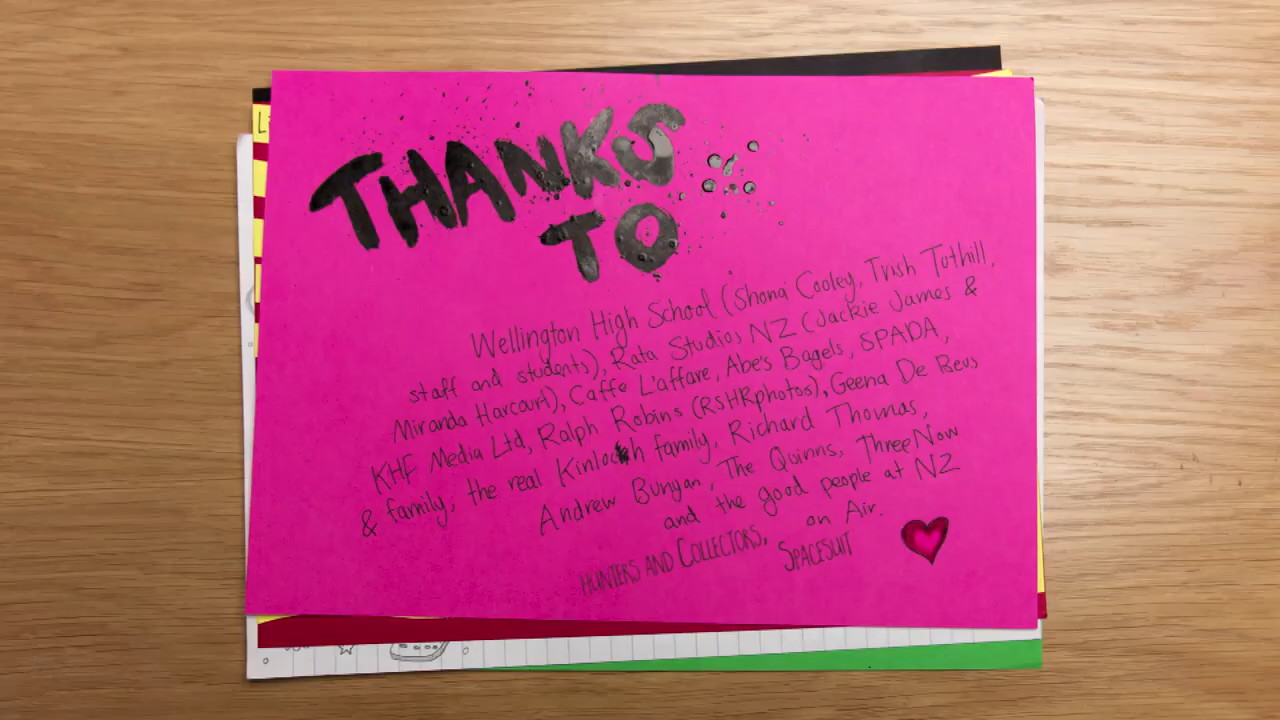 THANKS
TO
Wellington High School (Shona Cooley, Trish Tothill,
staff and students), Rata Studios NZ (Jackie James &
Miranda Harcourt), Caffe L'affare, Abe's Bagels, SPADA,
KHF Media Ltd, Ralph Robins (RSHRphotos), Geena De Beus
& family, the real Kinloch family, Richard Thomas,
Andrew Bunyan, The Quinns, ThreeNow
and the good people at NZ
on Air.
HUNTERS AND COLLECTORS,
SPACESUIT